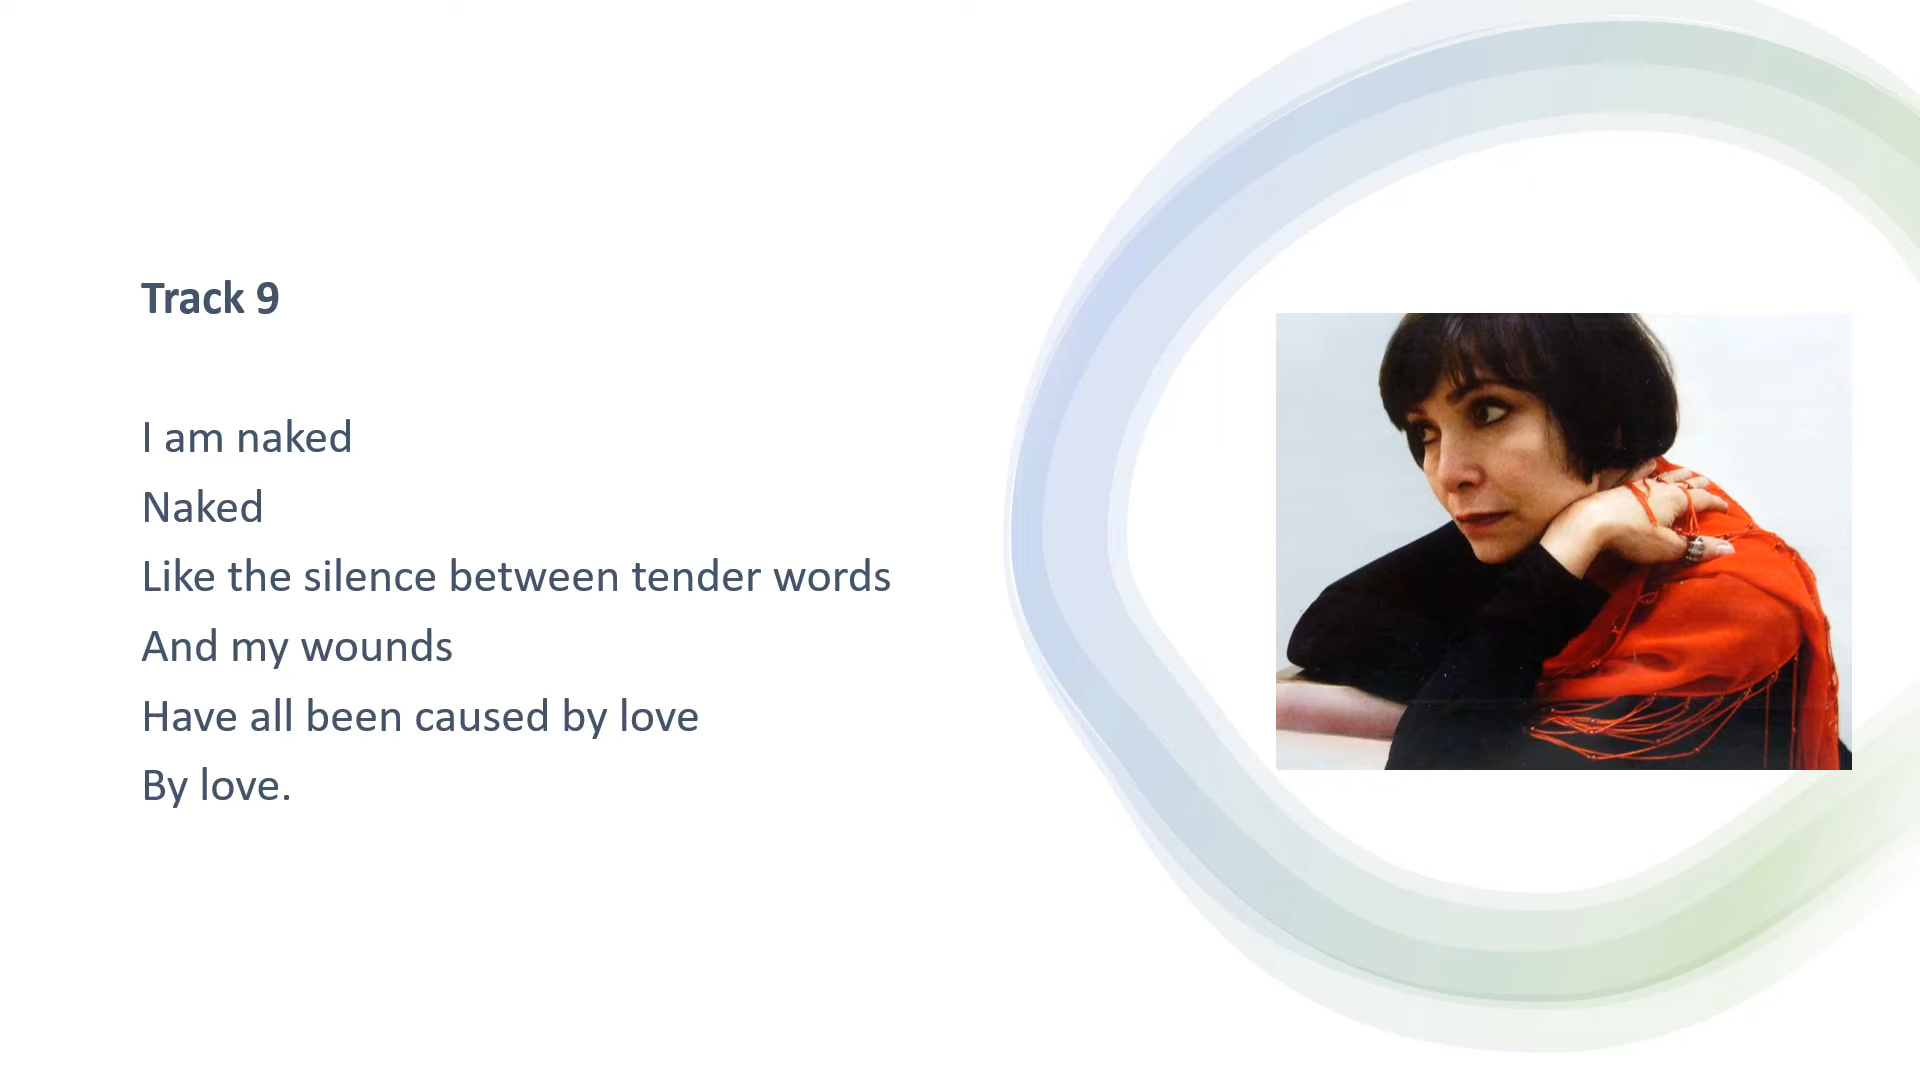 Track 9
I am naked
Naked
Like the silence between tender words
And my wounds
Have all been caused by love
By love.